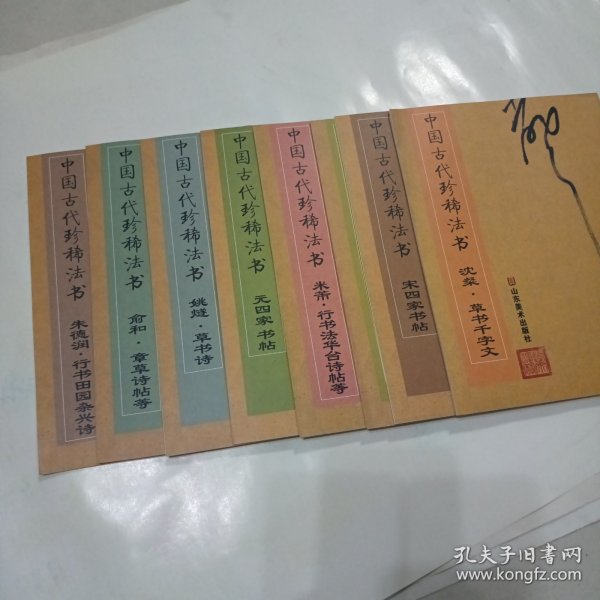 中国古代珍稀法书
朱德润·行书田园杂兴诗
中国古代珍稀法书
俞和·章草诗帖等
中国古代珍稀法书
姚燧·草书诗
中国古代珍稀法书
元四家书帖
中国古代珍稀法书
米芾·行书法华台诗帖等
中国古代珍稀法书
宋四家书帖
中国古代珍稀法书
沈粲·草书千字文
山东美术出版社
孔夫子旧书网
www.kongfz.com